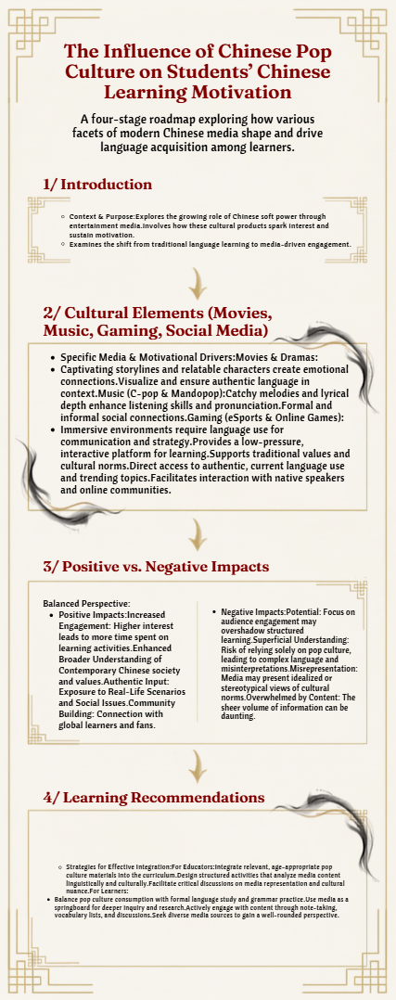 The Influence of Chinese Pop
Culture on Students’ Chinese
Learning Motivation
A four-stage roadmap exploring how various
facets of modern Chinese media shape and drive
language acquisition among learners.
1/ Introduction
Context & Purpose:Explores the growing role of Chinese soft power through
entertainment media.Involves how these cultural products spark interest and
sustain motivation.
Examines the shift from traditional language learning to media-driven engagement.
2/ Cultural Elements (Movies,
Music, Gaming, Social Media)
Specific Media & Motivational Drivers:Movies & Dramas:
Captivating storylines and relatable characters create emotional
connections.Visualize and ensure authentic language in
context.Music (C-pop & Mandopop):Catchy melodies and lyrical
depth enhance listening skills and pronunciation.Formal and
informal social connections.Gaming (eSports & Online Games):
Immersive environments require language use for
communication and strategy.Provides a low-pressure,
interactive platform for learning.Supports traditional values and
cultural norms.Direct access to authentic, current language use
and trending topics.Facilitates interaction with native speakers
and online communities.
3/ Positive vs. Negative Impacts
Balanced Perspective:
Positive Impacts:Increased
Engagement: Higher interest
leads to more time spent on
learning activities.Enhanced
Broader Understanding of
Contemporary Chinese society
and values.Authentic Input:
Exposure to Real-Life Scenarios
and Social Issues.Community
Building: Connection with
global learners and fans.
Negative Impacts:Potential: Focus on
audience engagement may
overshadow structured
learning.Superficial Understanding:
Risk of relying solely on pop culture,
leading to complex language and
misinterpretations.Misrepresentation:
Media may present idealized or
stereotypical views of cultural
norms.Overwhelmed by Content: The
sheer volume of information can be
daunting.
4/ Learning Recommendations
Strategies for Effective Integration:For Educators:Integrate relevant, age-appropriate pop
culture materials into the curriculum.Design structured activities that analyze media content
linguistically and culturally.Facilitate critical discussions on media representation and cultural
nuance.For Learners:
Balance pop culture consumption with formal language study and grammar practice.Use media as a
springboard for deeper inquiry and research.Actively engage with content through note-taking,
vocabulary lists, and discussions.Seek diverse media sources to gain a well-rounded perspective.